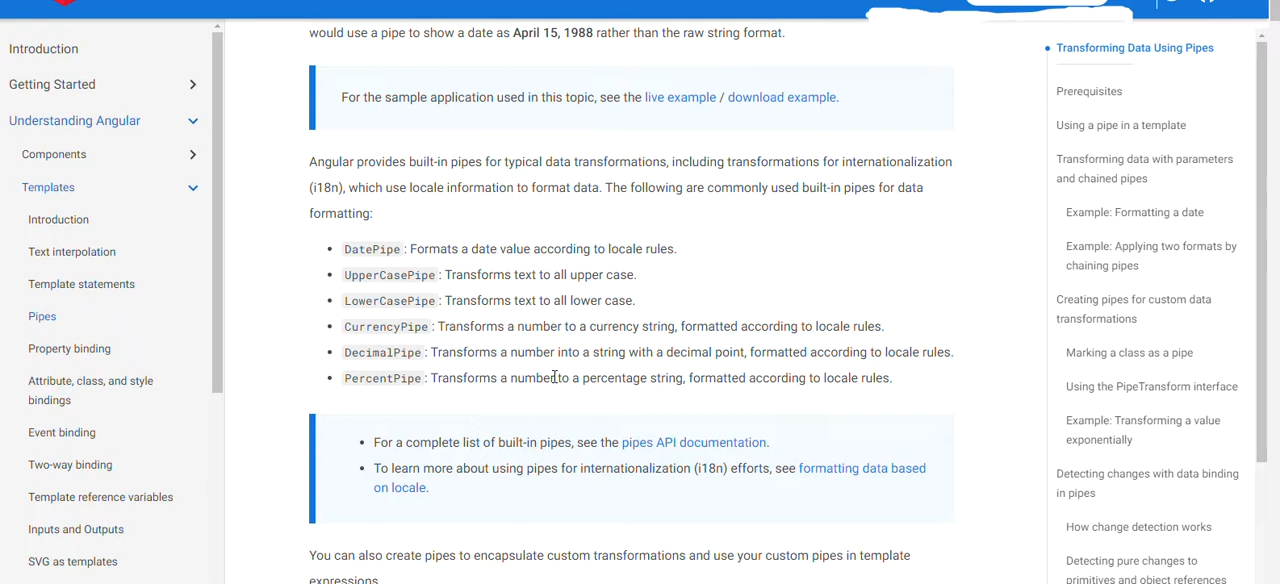 Introduction
Getting Started
Understanding Angular
Components
Templates
Introduction
Text interpolation
Template statements
Pipes
Property binding
Attribute, class, and style
bindings
Event binding
Two-way binding
Template reference variables
Inputs and Outputs
SVG as templates
would use a pipe to show a date as April 15, 1988 rather than the raw string format.
For the sample application used in this topic, see the live example / download example.
Angular provides built-in pipes for typical data transformations, including transformations for internationalization
(i18n), which use locale information to format data. The following are commonly used built-in pipes for data
formatting:
• DatePipe: Formats a date value according to locale rules.
• UpperCasePipe: Transforms text to all upper case.
• LowerCasePipe: Transforms text to all lower case.
• CurrencyPipe: Transforms a number to a currency string, formatted according to locale rules.
• DecimalPipe: Transforms a number into a string with a decimal point, formatted according to locale rules.
• PercentPipe: Transforms a number to a percentage string, formatted according to locale rules.
• For a complete list of built-in pipes, see the pipes API documentation.
• To learn more about using pipes for internationalization (i18n) efforts, see formatting data based
on locale.
You can also create pipes to encapsulate custom transformations and use your custom pipes in template
expressions.
Transforming Data Using Pipes
Prerequisites
Using a pipe in a template
Transforming data with parameters
and chained pipes
Example: Formatting a date
Example: Applying two formats by
chaining pipes
Creating pipes for custom data
transformations
Marking a class as a pipe
Using the PipeTransform interface
Example: Transforming a value
exponentially
Detecting changes with data binding
in pipes
How change detection works
Detecting pure changes to
primitives and object references